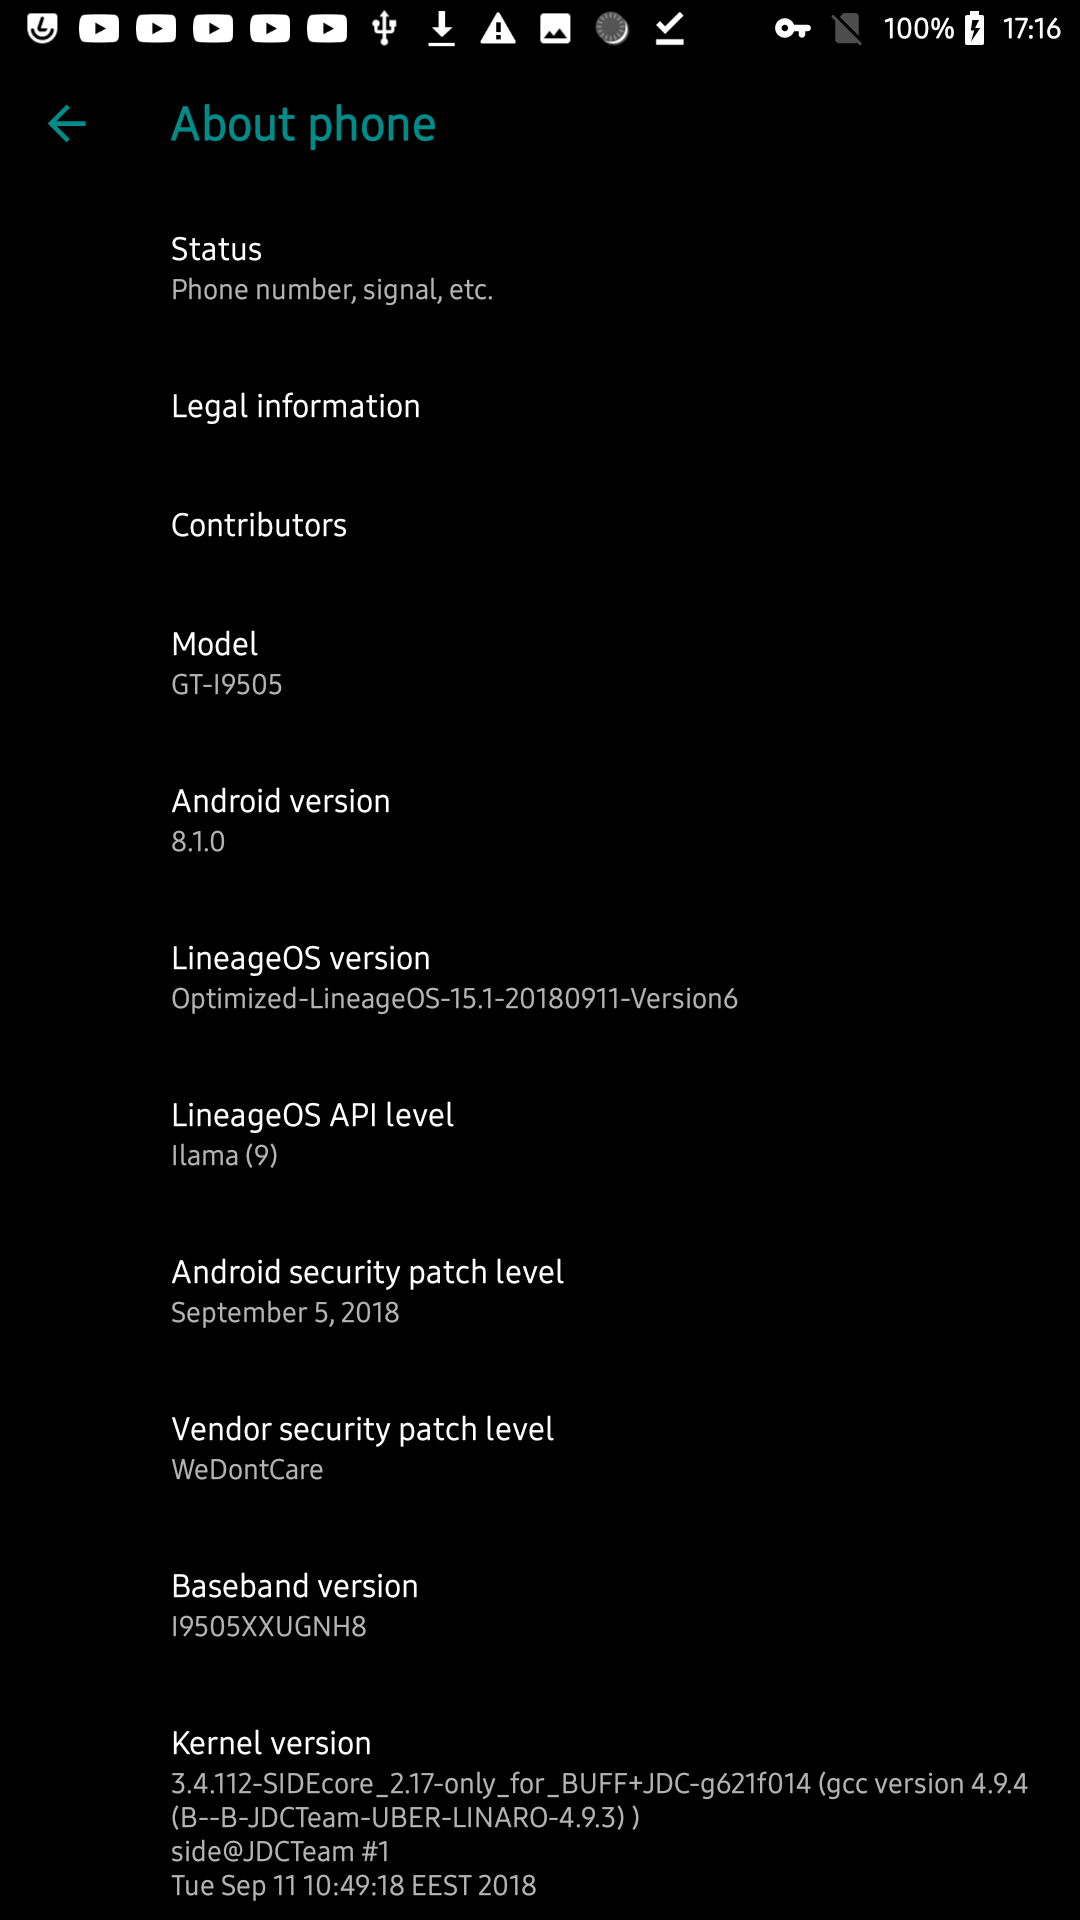 100% 17:16
About phone
Status
Phone number, signal, etc.
Legal information
Contributors
Model
GT-I9505
Android version
8.1.0
LineageOS version
Optimized-LineageOS-15.1-20180911-Version6
LineageOS API level
Ilama (9)
Android security patch level
September 5, 2018
Vendor security patch level
WeDontCare
Baseband version
I9505XXUGNH8
Kernel version
3.4.112-SIDEcore_2.17-only_for_BUFF+JDC-g621f014 (gcc version 4.9.4
(B--B-JDCTeam-UBER-LINARO-4.9.3) )
side@JDCTeam #1
Tue Sep 11 10:49:18 EEST 2018